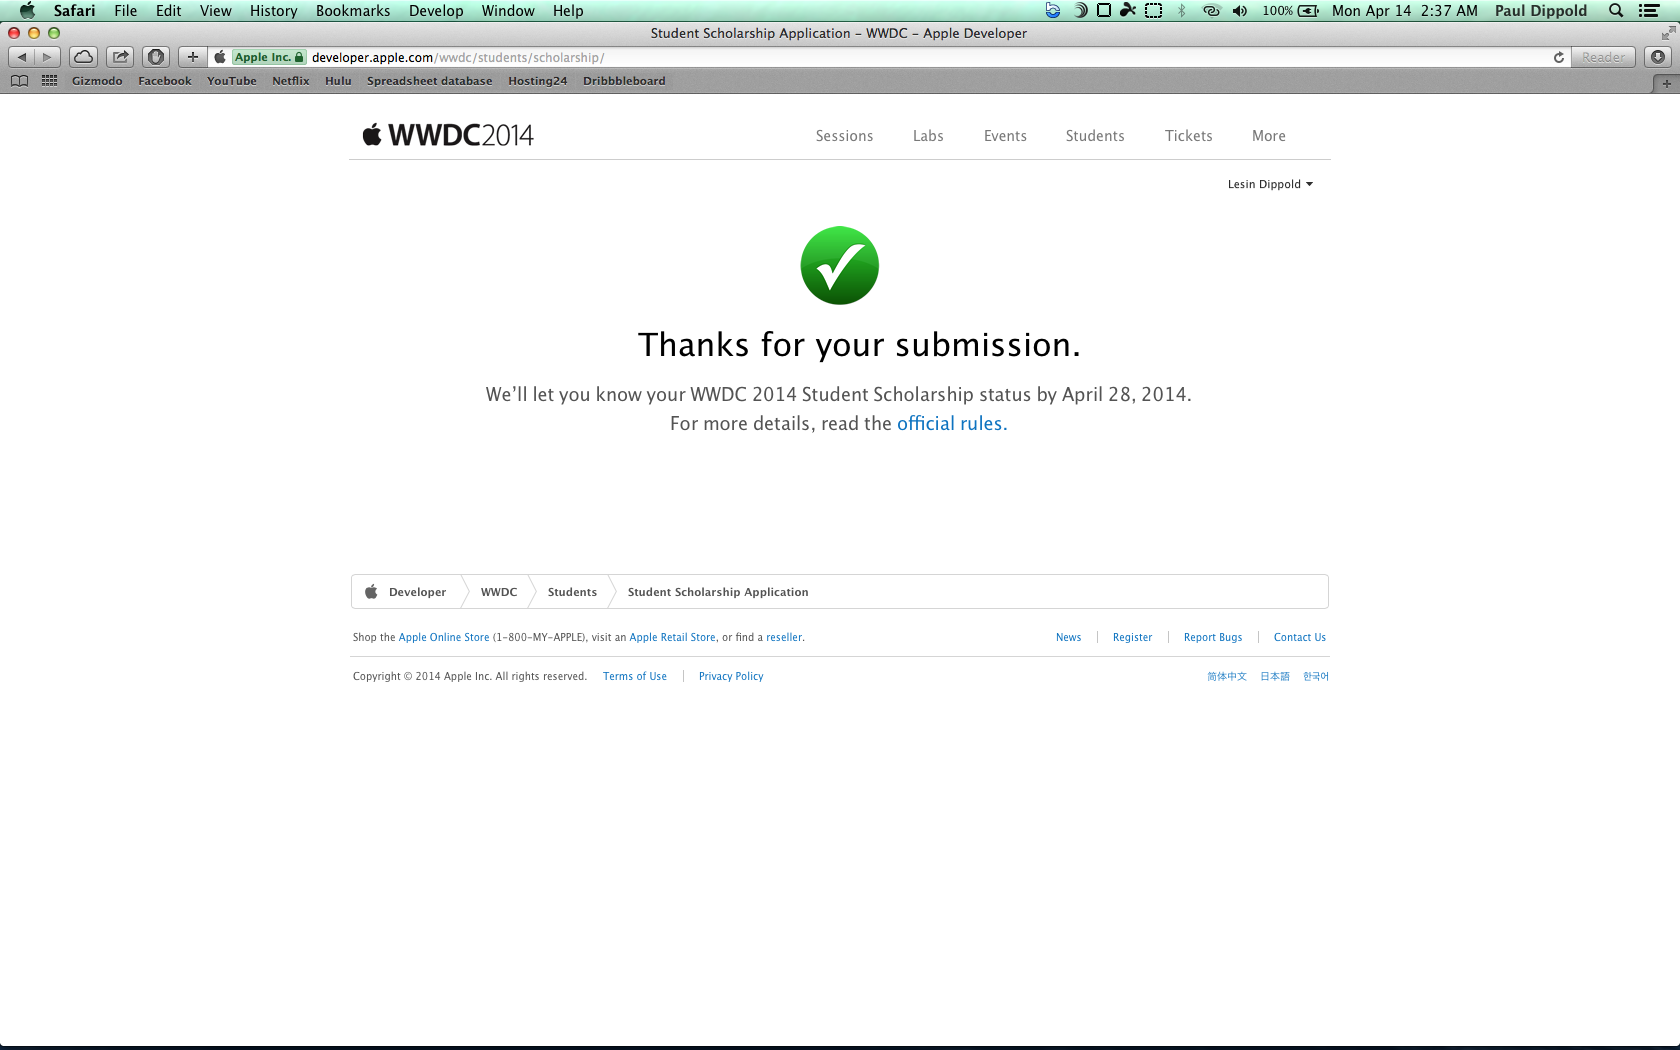 Safari File Edit View History Bookmarks Develop Window Help 100% Mon Apr 14 2:37 AM Paul Dippold
Student Scholarship Application – WWDC – Apple Developer
Apple Inc. developer.apple.com/wwdc/students/scholarship/ Reader
Gizmodo Facebook YouTube Netflix Hulu Spreadsheet database Hosting24 Dribbbleboard
WWDC2014 Sessions Labs Events Students Tickets More
Lesin Dippold
Thanks for your submission.
We’ll let you know your WWDC 2014 Student Scholarship status by April 28, 2014.
For more details, read the official rules.
Developer WWDC Students Student Scholarship Application
Shop the Apple Online Store (1-800-MY-APPLE), visit an Apple Retail Store, or find a reseller. News Register Report Bugs Contact Us
Copyright © 2014 Apple Inc. All rights reserved. Terms of Use Privacy Policy 简体中文 日本語 한국어